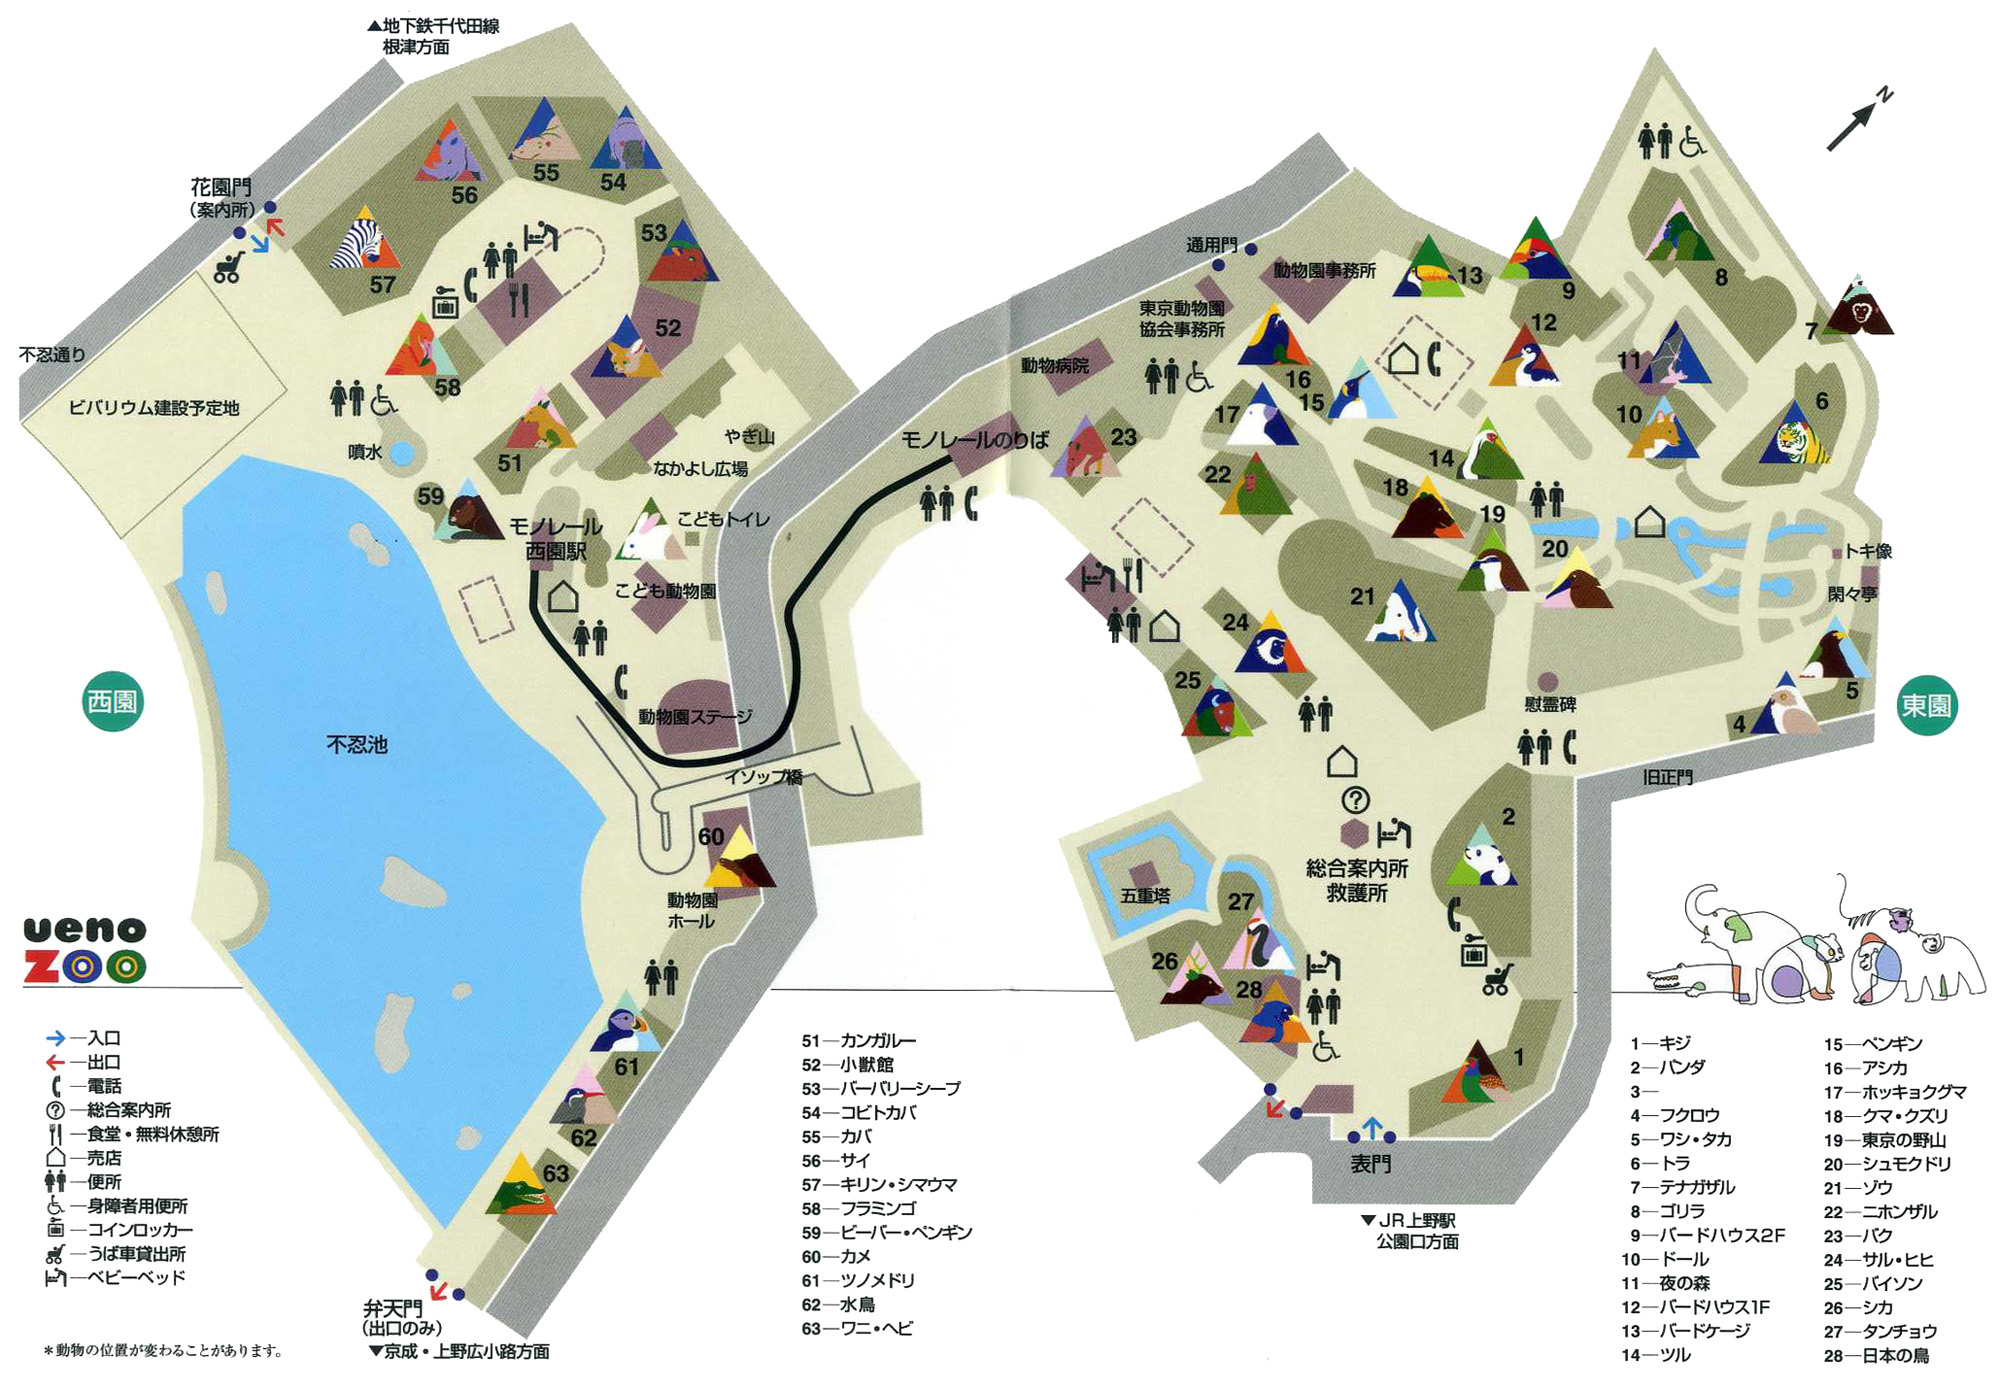 ▲地下鉄千代田線
根津方面
N
花園門
(案内所)
56
55
54
53
57
52
58
51
59
不忍通り
ビバリウム建設予定地
噴水
やぎ山
なかよし広場
モノレール
西園駅
こどもトイレ
こども動物園
西園
不忍池
動物園ステージ
イソップ橋
60
動物園
ホール
61
62
63
弁天門
(出口のみ)
▼京成・上野広小路方面
通用門
動物園事務所
東京動物園
協会事務所
動物病院
モノレールのりば
13
9
8
7
12
11
16
15
17
10
6
23
14
22
18
19
20
トキ像
閑々亭
21
24
25
5
4
慰霊碑
東園
旧正門
2
総合案内所
救護所
五重塔
27
26
28
1
表門
▼JR上野駅
公園口方面
ueno
ZOO
入口
出口
電話
総合案内所
食堂・無料休憩所
売店
便所
身障者用便所
コインロッカー
うば車貸出所
ベビーベッド
＊動物の位置が変わることがあります。
51—カンガルー
52—小獣館
53—バーバリーシープ
54—コビトカバ
55—カバ
56—サイ
57—キリン・シマウマ
58—フラミンゴ
59—ビーバー・ペンギン
60—カメ
61—ツノメドリ
62—水鳥
63—ワニ・ヘビ
1—キジ
2—パンダ
3—
4—フクロウ
5—ワシ・タカ
6—トラ
7—テナガザル
8—ゴリラ
9—バードハウス2F
10—ドール
11—夜の森
12—バードハウス1F
13—バードケージ
14—ツル
15—ペンギン
16—アシカ
17—ホッキョクグマ
18—クマ・クズリ
19—東京の野山
20—シュモクドリ
21—ゾウ
22—ニホンザル
23—バク
24—サル・ヒヒ
25—バイソン
26—シカ
27—タンチョウ
28—日本の鳥